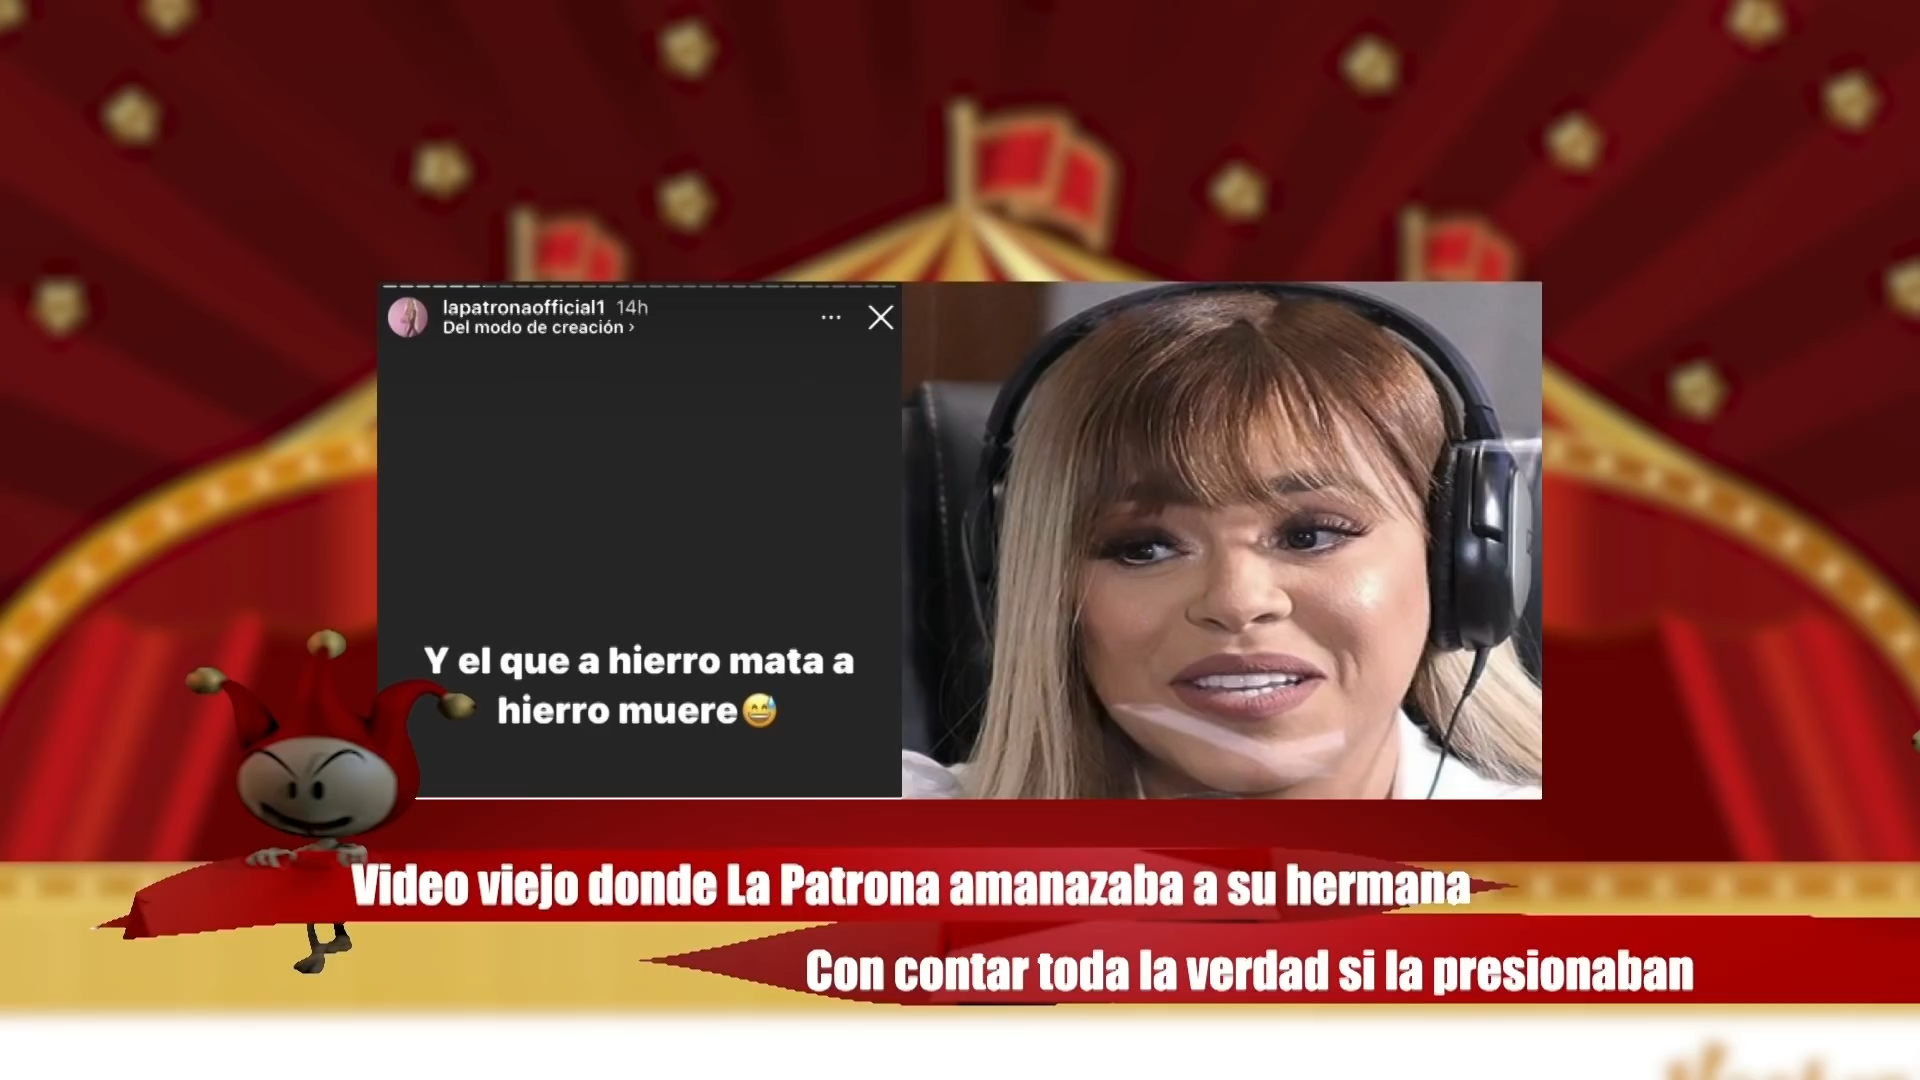 lapatronaofficial1 14h
Del modo de creación ›
Y el que a hierro mata a
hierro muere😅
Video viejo donde La Patrona amanazaba a su hermana
Con contar toda la verdad si la presionaban